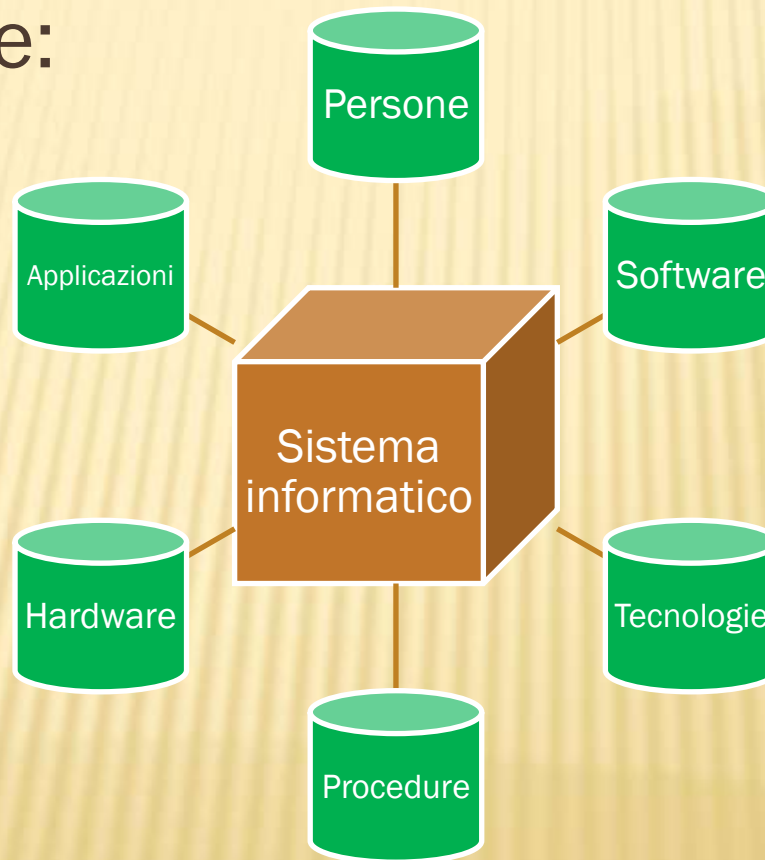 e:
Persone
Applicazioni
Software
Sistema
informatico
Hardware
Tecnologie
Procedure